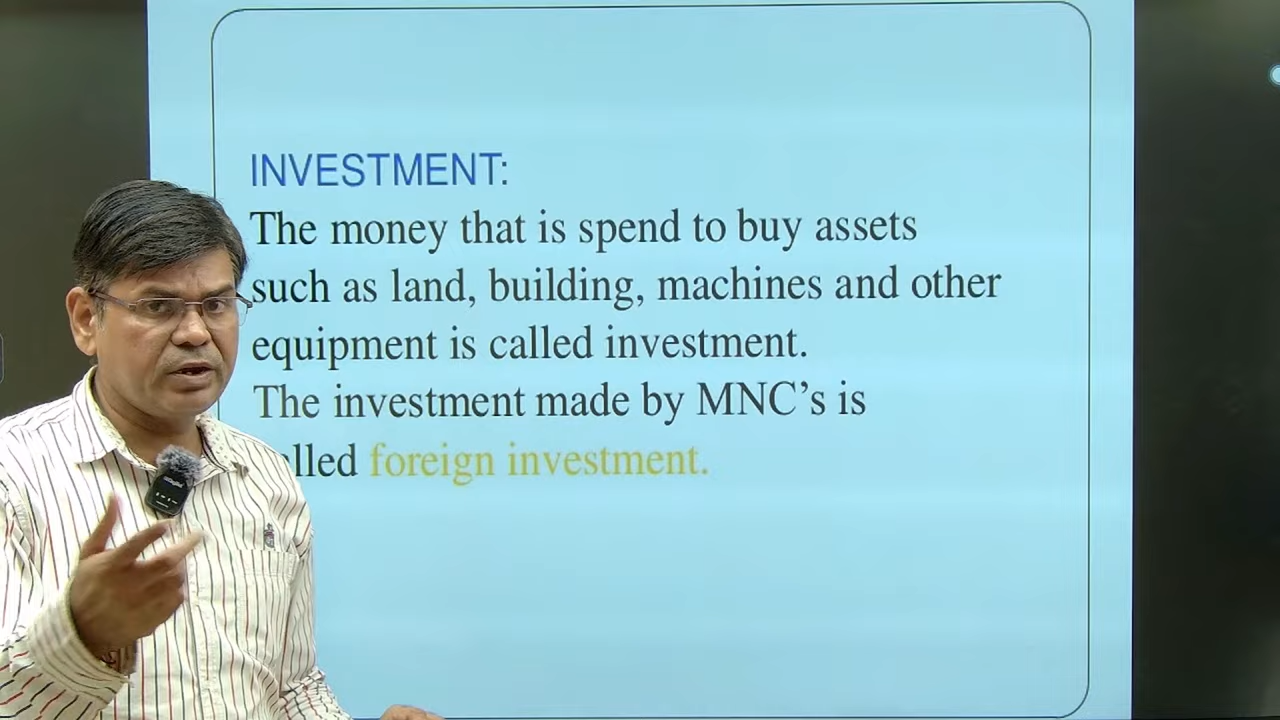 INVESTMENT:
The money that is spend to buy assets
such as land, building, machines and other
equipment is called investment.
The investment made by MNC’s is
lled foreign investment.